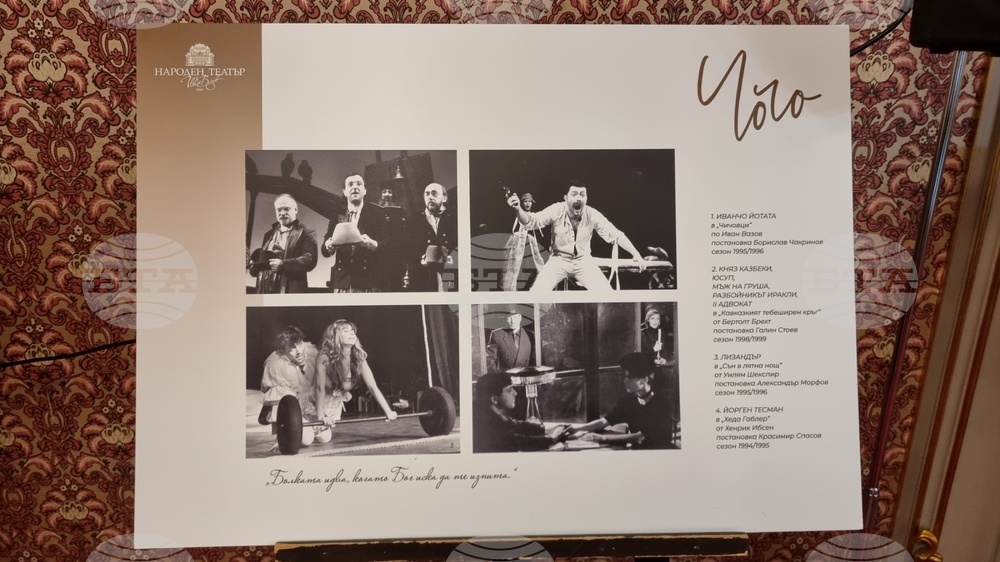 НАРОДЕН ТЕАТЪР
Иван Вазов
Чочо
1. ИВАНЧО ЙОТАТА
в „Чичовци“
по Иван Вазов
постановка Борислав Чакринов
сезон 1995/1996
2. КНЯЗ КАЗБЕКИ,
ЮСУП,
МЪЖ НА ГРУША,
РАЗБОЙНИКЪТ ИРАКЛИ,
II АДВОКАТ
в „Кавказкият тебеширен кръг“
от Бертолт Брехт
постановка Галин Стоев
сезон 1998/1999
3. ЛИЗАНДЪР
в „Сън в лятна нощ“
от Уилям Шекспир
постановка Александър Морфов
сезон 1995/1996
4. ЙОРГЕН ТЕСМАН
в „Хеда Габлер“
от Хенрик Ибсен
постановка Красимир Спасов
сезон 1994/1995
„Болката идва, когато Бог иска да те изпита.“
БТА
БТА
БТА